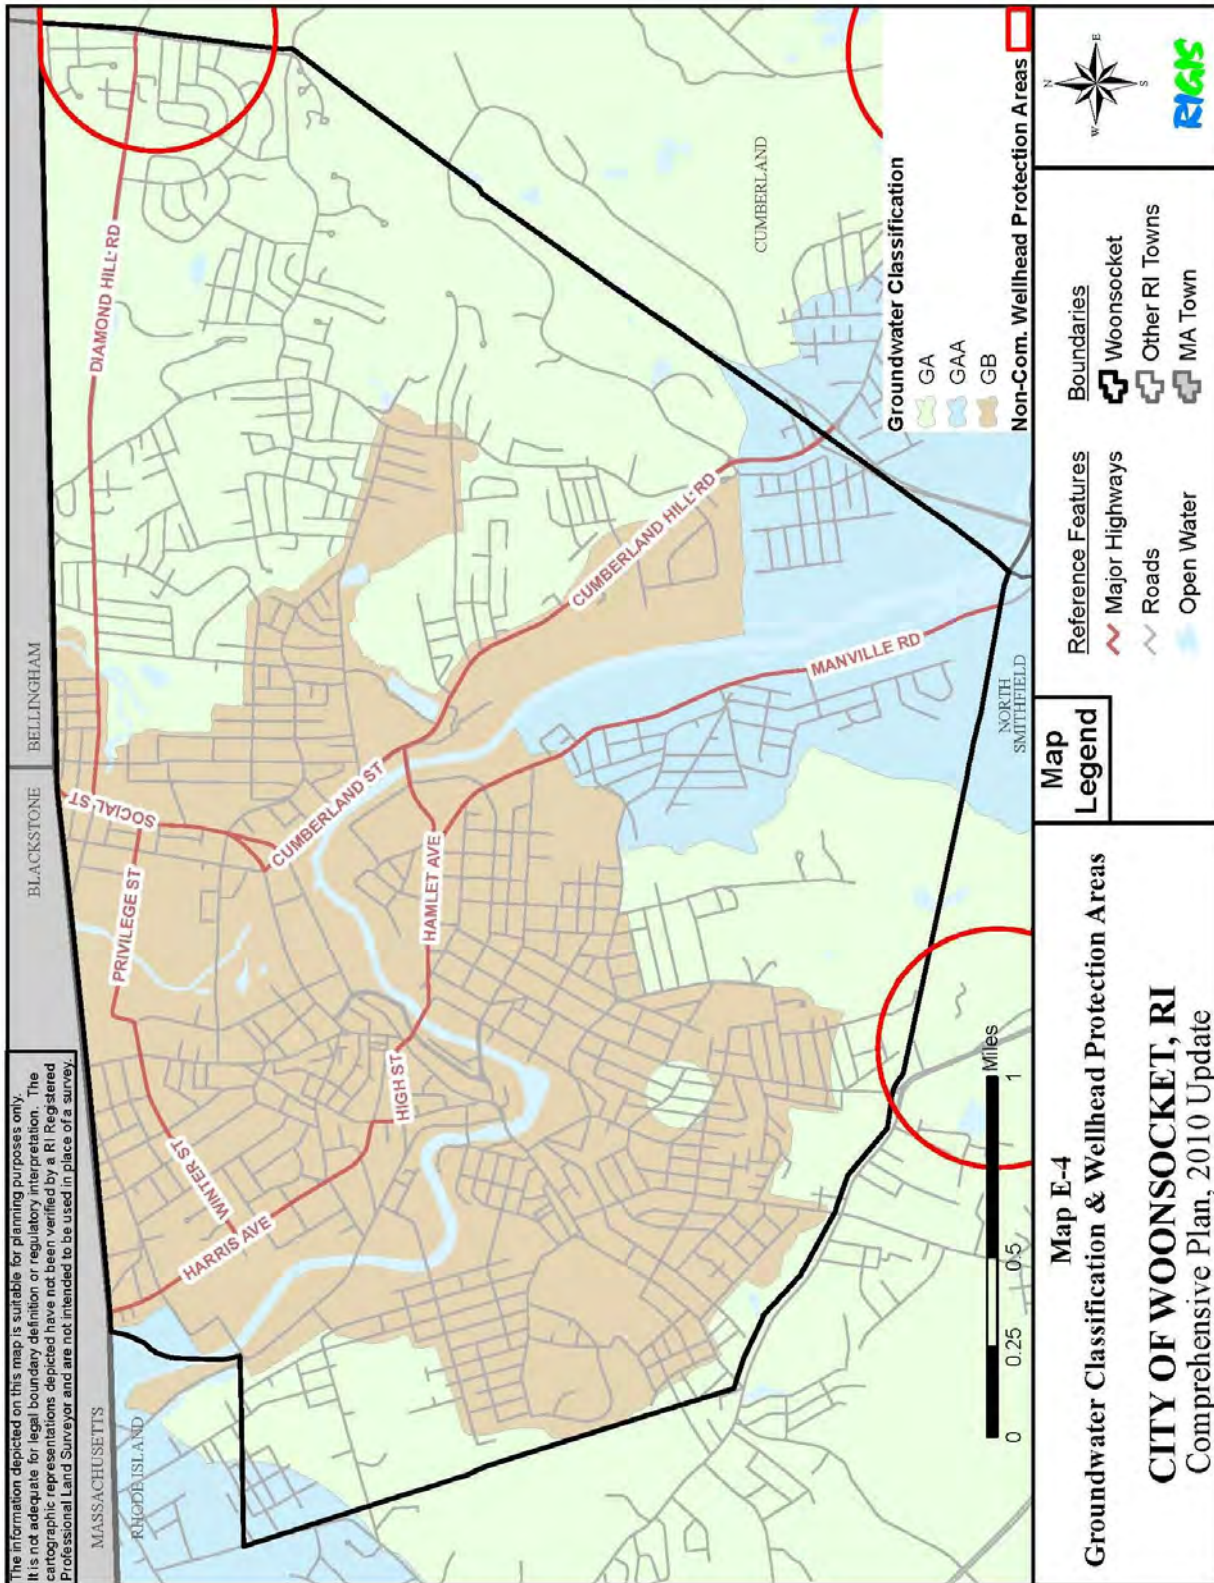 The information depicted on this map is suitable for planning purposes only.
It is not adequate for legal boundary definition or regulatory interpretation. The
cartographic representations depicted have not been verified by a RI Registered
Professional Land Surveyor and are not intended to be used in place of a survey.
BLACKSTONE
BELLINGHAM
MASSACHUSETTS
RHODE ISLAND
DIAMOND HILL RD
SOCIAL ST
PRIVILEGE ST
WINTER ST
HARRIS AVE
CUMBERLAND ST
HAMLET AVE
HIGH ST
CUMBERLAND HILL RD
MANVILLE RD
CUMBERLAND
NORTH
SMITHFIELD
Groundwater Classification
GA
GAA
GB
Non-Com. Wellhead Protection Areas
0 0.25 0.5 1
Miles
Map E-4
Groundwater Classification & Wellhead Protection Areas
CITY OF WOONSOCKET, RI
Comprehensive Plan, 2010 Update
Map
Legend
Reference Features
Major Highways
Roads
Open Water
Boundaries
Woonsocket
Other RI Towns
MA Town
N
W
E
S
RIGIS